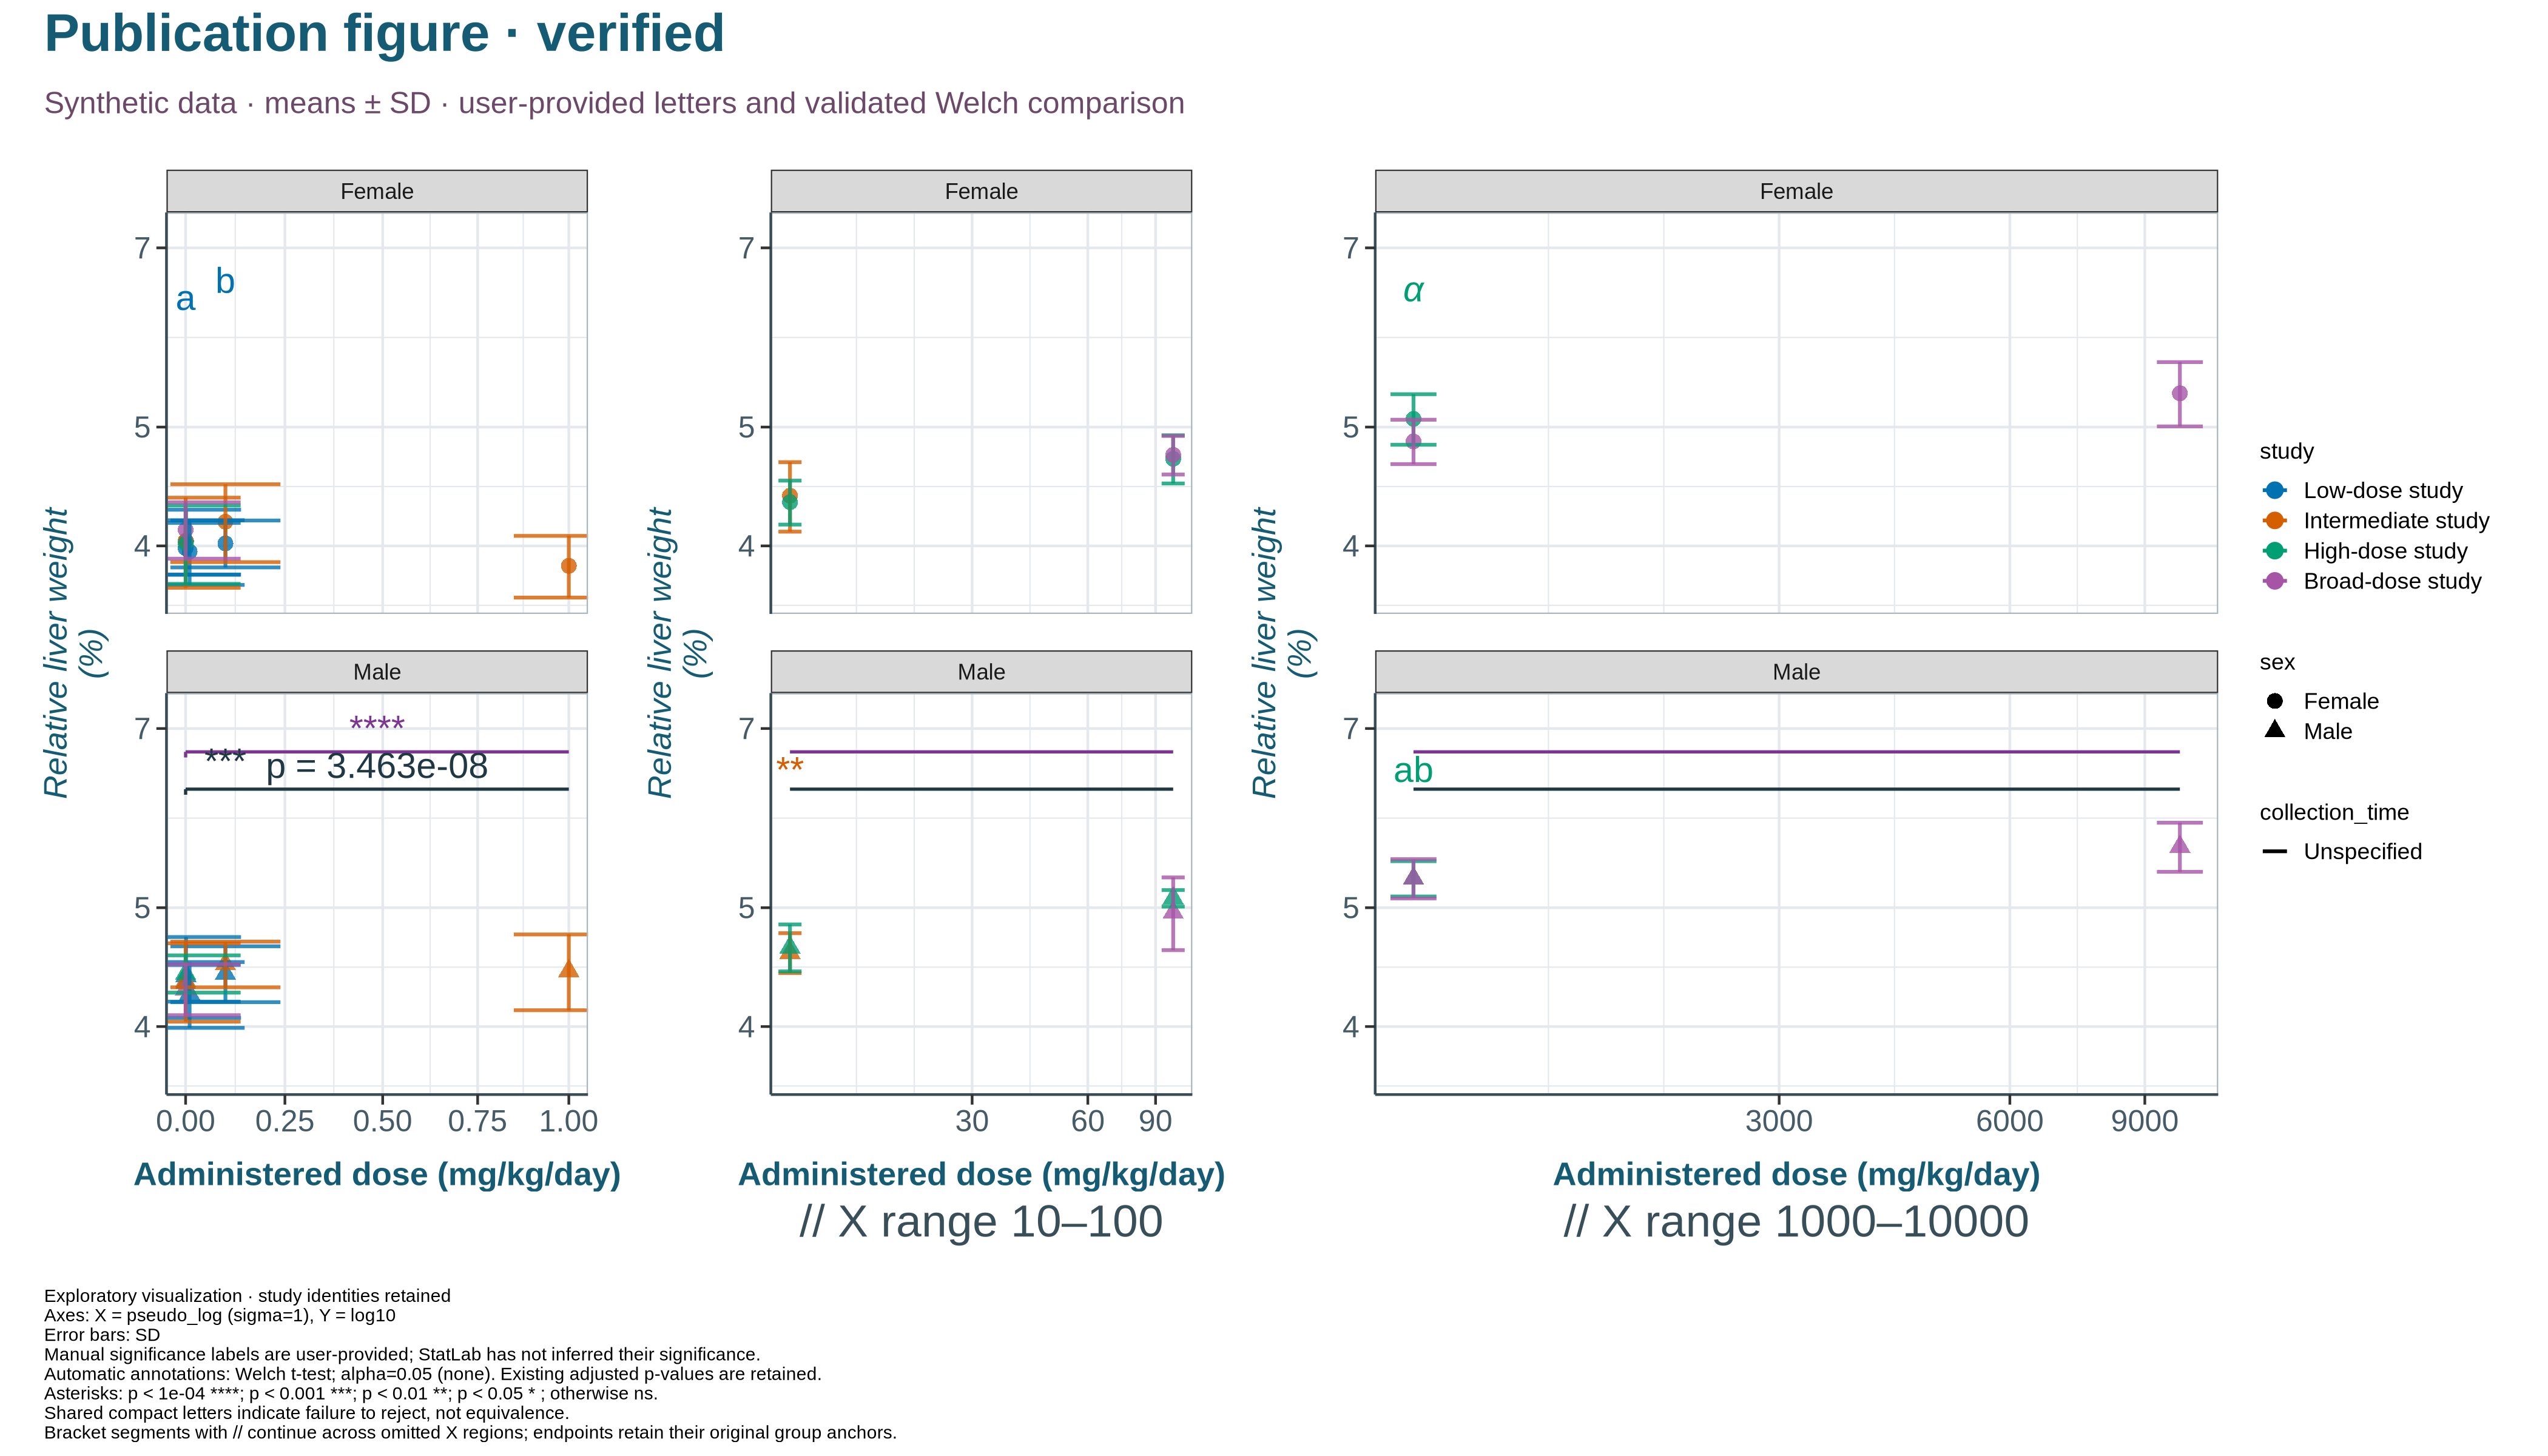 Publication figure · verified
Synthetic data · means ± SD · user-provided letters and validated Welch comparison
Female
Female
Female
7
5
4
a
b
7
5
4
7
5
4
α
Relative liver weight
(%)
Relative liver weight
(%)
Relative liver weight
(%)
Male
Male
Male
7
5
4
****
***
p = 3.463e-08
7
5
4
**
7
5
4
ab
0.00 0.25 0.50 0.75 1.00
30 60 90
3000 6000 9000
Administered dose (mg/kg/day)
Administered dose (mg/kg/day)
Administered dose (mg/kg/day)
// X range 10–100
// X range 1000–10000
study
Low-dose study
Intermediate study
High-dose study
Broad-dose study
sex
Female
Male
collection_time
Unspecified
Exploratory visualization · study identities retained
Axes: X = pseudo_log (sigma=1), Y = log10
Error bars: SD
Manual significance labels are user-provided; StatLab has not inferred their significance.
Automatic annotations: Welch t-test; alpha=0.05 (none). Existing adjusted p-values are retained.
Asterisks: p < 1e-04 ****; p < 0.001 ***; p < 0.01 **; p < 0.05 * ; otherwise ns.
Shared compact letters indicate failure to reject, not equivalence.
Bracket segments with // continue across omitted X regions; endpoints retain their original group anchors.